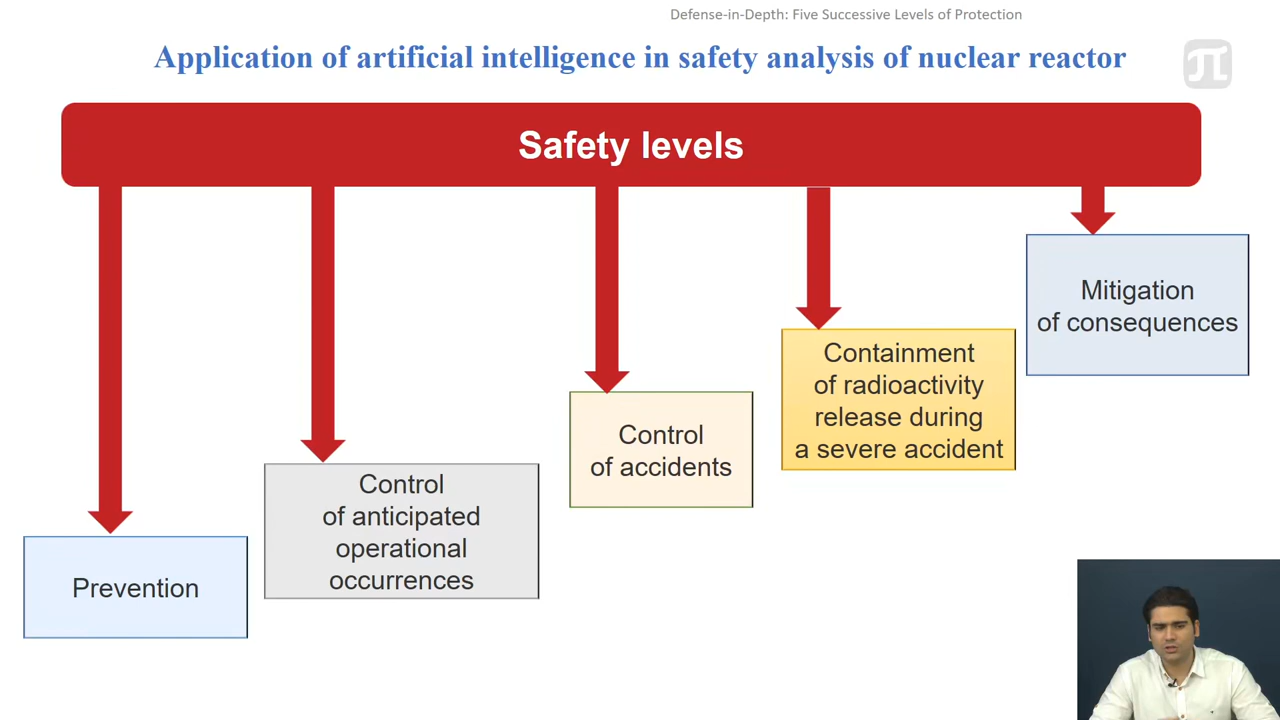 Defense-in-Depth: Five Successive Levels of Protection
Application of artificial intelligence in safety analysis of nuclear reactor
Safety levels
Prevention
Control
of anticipated
operational
occurrences
Control
of accidents
Containment
of radioactivity
release during
a severe accident
Mitigation
of consequences